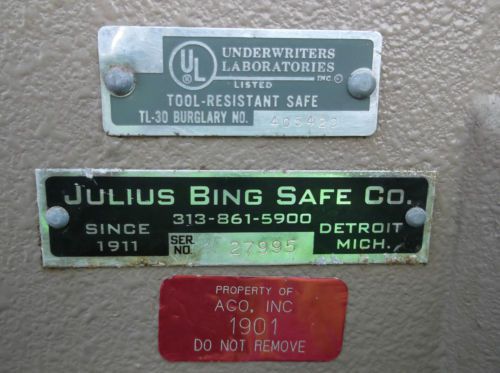 UL
®
UNDERWRITERS
LABORATORIES
INC. ©
LISTED
TOOL-RESISTANT SAFE
TL-30 BURGLARY NO. 405429
JULIUS BING SAFE CO.
313-861-5900
SINCE 1911
SER. NO. 27995
DETROIT MICH.
PROPERTY OF
AGO, INC
1901
DO NOT REMOVE